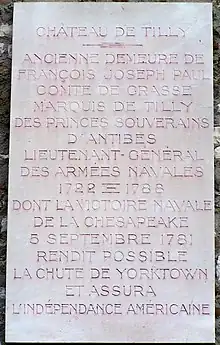 CHÂTEAU DE TILLY
ANCIENNE DEMEURE DE
FRANÇOIS JOSEPH PAUL
COMTE DE GRASSE
MARQUIS DE TILLY
DES PRINCES SOUVERAINS
D'ANTIBES
LIEUTENANT-GÉNÉRAL
DES ARMÉES NAVALES
1722 1788
DONT LA VICTOIRE NAVALE
DE LA CHESAPEAKE
5 SEPTEMBRE 1781
RENDIT POSSIBLE
LA CHUTE DE YORKTOWN
ET ASSURA
L'INDÉPENDANCE AMÉRICAINE